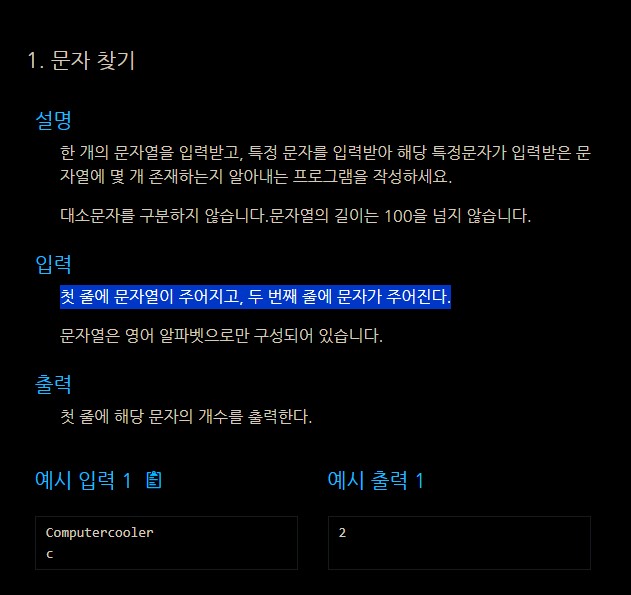 1. 문자 찾기
설명
한 개의 문자열을 입력받고, 특정 문자를 입력받아 해당 특정문자가 입력받은 문
자열에 몇 개 존재하는지 알아내는 프로그램을 작성하세요.
대소문자를 구분하지 않습니다.문자열의 길이는 100을 넘지 않습니다.
입력
첫 줄에 문자열이 주어지고, 두 번째 줄에 문자가 주어진다.
문자열은 영어 알파벳으로만 구성되어 있습니다.
출력
첫 줄에 해당 문자의 개수를 출력한다.
예시 입력 1
Computercooler
c
예시 출력 1
2